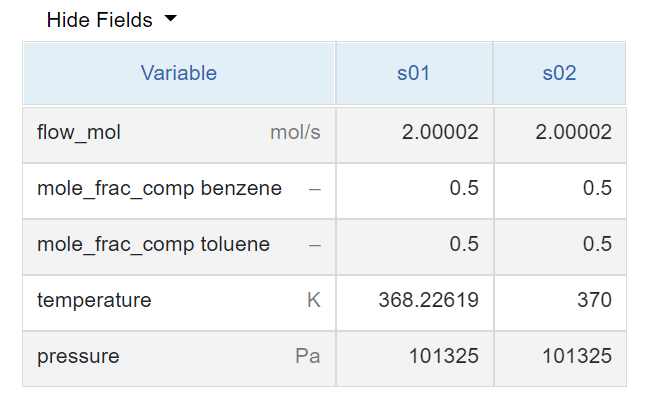 Hide Fields
Variable s01 s02
flow_mol mol/s 2.00002 2.00002
mole_frac_comp benzene – 0.5 0.5
mole_frac_comp toluene – 0.5 0.5
temperature K 368.22619 370
pressure Pa 101325 101325